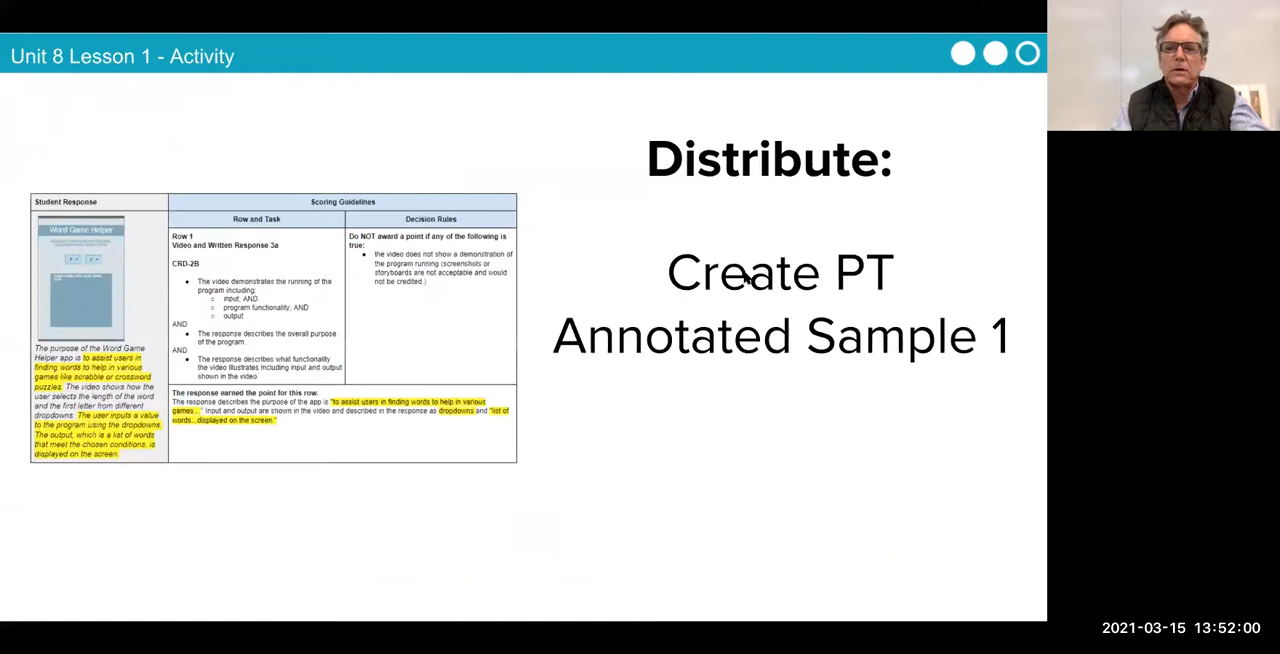 Unit 8 Lesson 1 - Activity
Distribute:
Create PT
Annotated Sample 1
Student Response
Scoring Guidelines
Row and Task
Decision Rules
Word Game Helper
The purpose of the Word Game
Helper app is to assist users in
finding words to help in various
games like scrabble or crossword
puzzles. The video shows how the
user selects the length of the word
and the first letter from different
dropdowns. The user inputs a value
to the program using the dropdowns.
The output, which is a list of words
that meet the chosen conditions, is
displayed on the screen.
Row 1
Video and Written Response 3a
CRD-2B
The video demonstrates the running of the
program including:
input; AND
program functionality; AND
output
AND
The response describes the overall purpose
of the program.
AND
The response describes what functionality
the video illustrates including input and output
shown in the video.
Do NOT award a point if any of the following is
true:
the video does not show a demonstration of
the program running (screenshots or
storyboards are not acceptable and would
not be credited.)
The response earned the point for this row.
The response describes the purpose of the app is "to assist users in finding words to help in various
games..." Input and output are shown in the video and described in the response as dropdowns and "list of
words...displayed on the screen."
2021-03-15 13:52:00